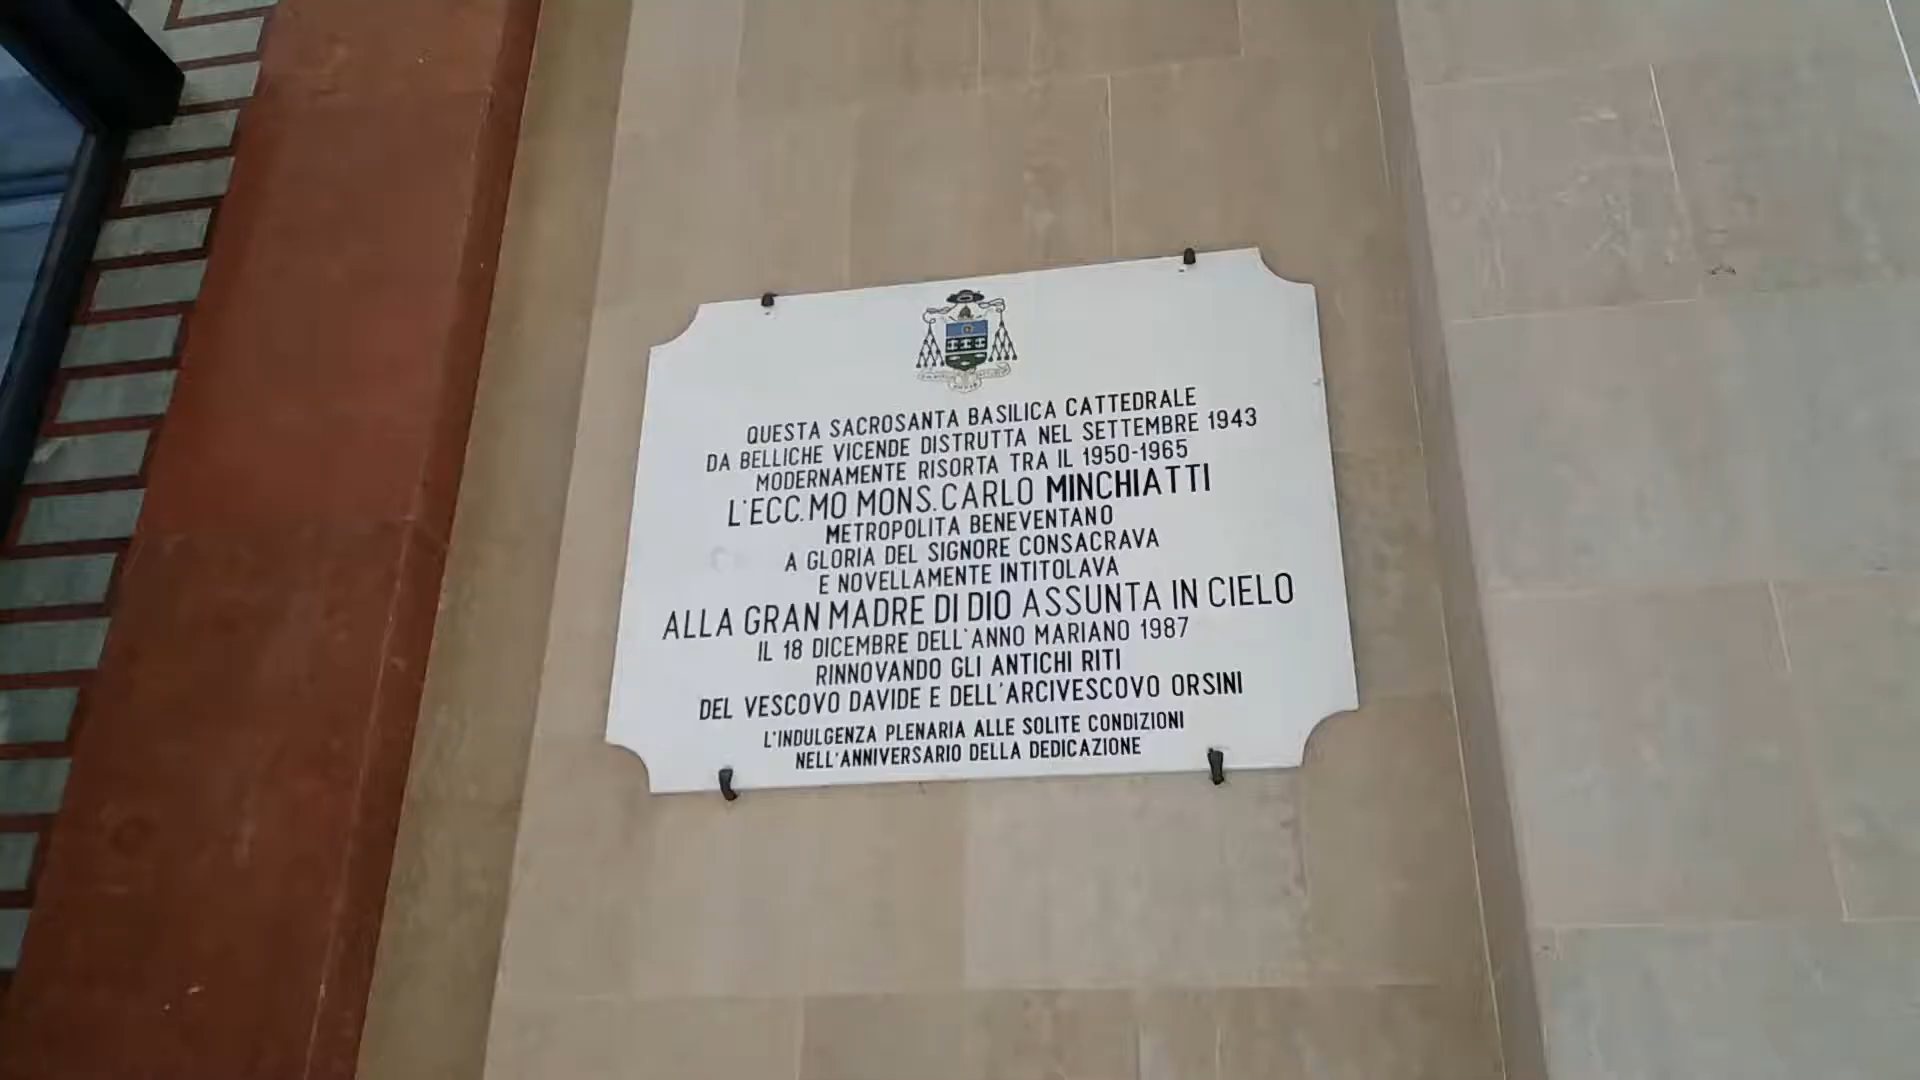 QUESTA SACROSANTA BASILICA CATTEDRALE
DA BELLICHE VICENDE DISTRUTTA NEL SETTEMBRE 1943
MODERNAMENTE RISORTA TRA IL 1950-1965
L'ECC.MO MONS. CARLO MINCHIATTI
METROPOLITA BENEVENTANO
A GLORIA DEL SIGNORE CONSACRAVA
E NOVELLAMENTE INTITOLAVA
ALLA GRAN MADRE DI DIO ASSUNTA IN CIELO
IL 18 DICEMBRE DELL'ANNO MARIANO 1987
RINNOVANDO GLI ANTICHI RITI
DEL VESCOVO DAVIDE E DELL'ARCIVESCOVO ORSINI
L'INDULGENZA PLENARIA ALLE SOLITE CONDIZIONI
NELL'ANNIVERSARIO DELLA DEDICAZIONE